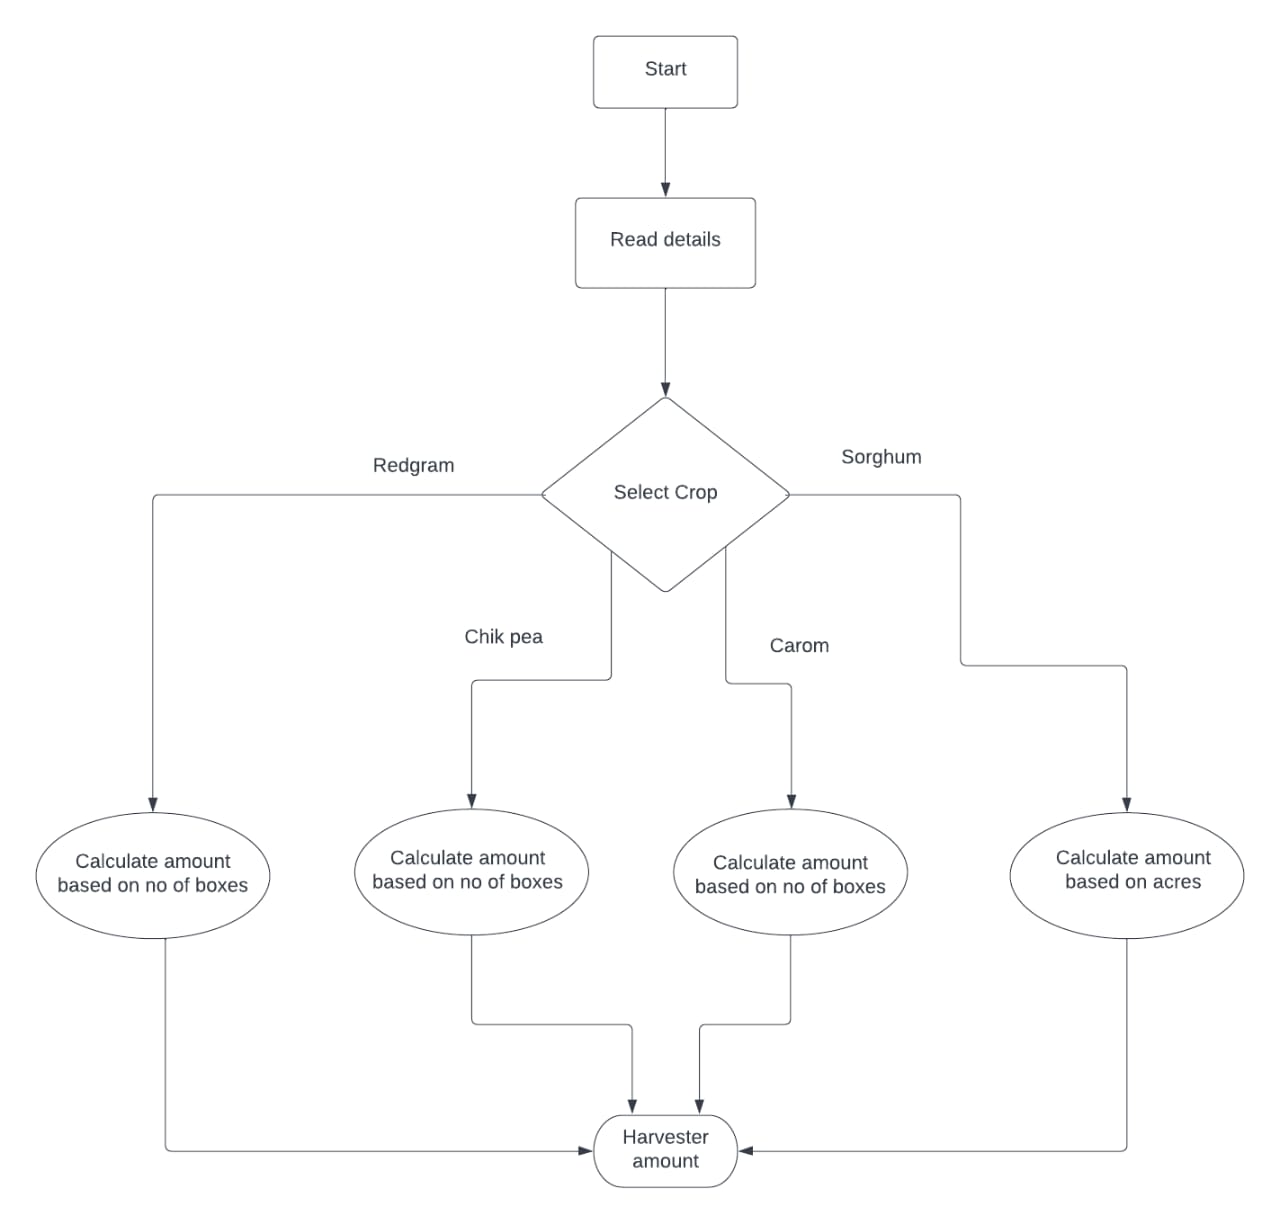 Start
Read details
Select Crop
Redgram
Sorghum
Chik pea
Carom
Calculate amount
based on no of boxes
Calculate amount
based on no of boxes
Calculate amount
based on no of boxes
Calculate amount
based on acres
Harvester
amount